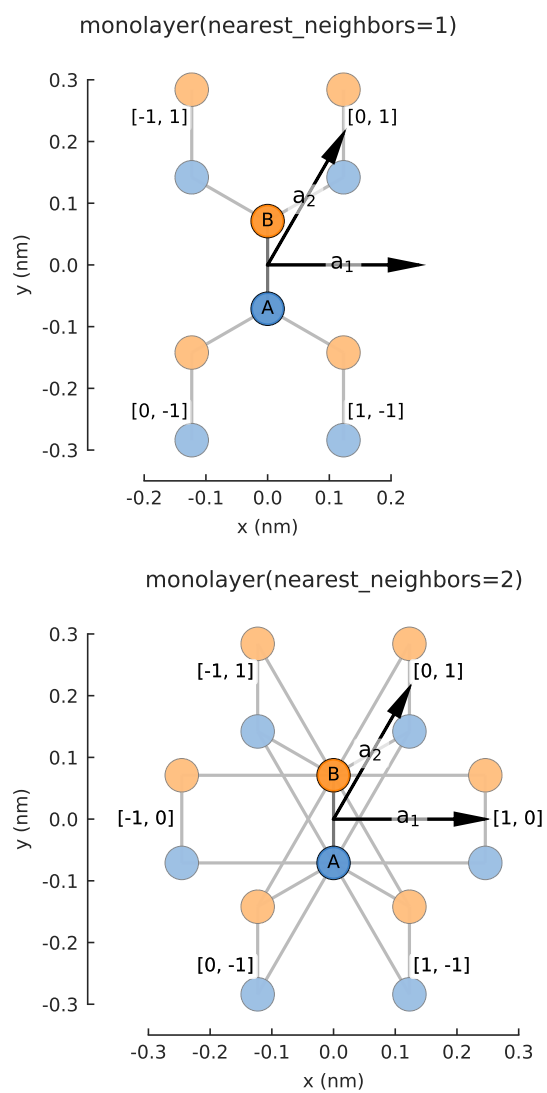 monolayer(nearest_neighbors=1)
0.3
[-1, 1]
[0, 1]
0.2
a2
0.1
B
y (nm)
0.0
a1
-0.1
A
-0.2
[0, -1]
[1, -1]
-0.3
-0.2 -0.1 0.0 0.1 0.2
x (nm)
monolayer(nearest_neighbors=2)
0.3
[-1, 1]
[0, 1]
0.2
a2
0.1
B
y (nm)
0.0
[-1, 0]
a1
[1, 0]
-0.1
A
-0.2
[0, -1]
[1, -1]
-0.3
-0.3 -0.2 -0.1 0.0 0.1 0.2 0.3
x (nm)